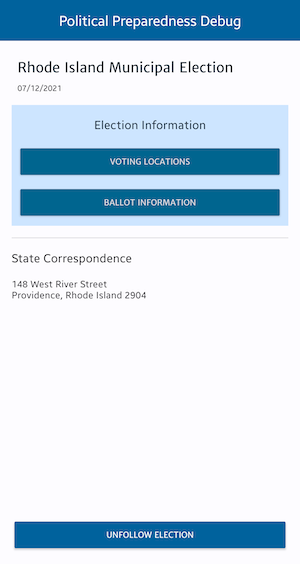 Political Preparedness Debug
Rhode Island Municipal Election
07/12/2021
Election Information
VOTING LOCATIONS
BALLOT INFORMATION
State Correspondence
148 West River Street
Providence, Rhode Island 2904
UNFOLLOW ELECTION